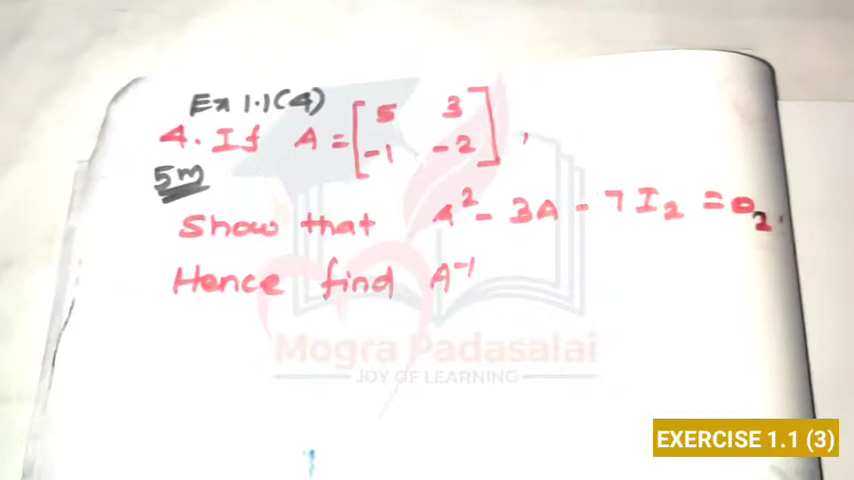 Ex 1.1(4)
4. If A = [ 5 3
-1 -2 ] ,
5m
Show that A² - 3A - 7I₂ = 0₂.
Hence find A⁻¹
Mogra Padasalai
JOY OF LEARNING
EXERCISE 1.1 (3)